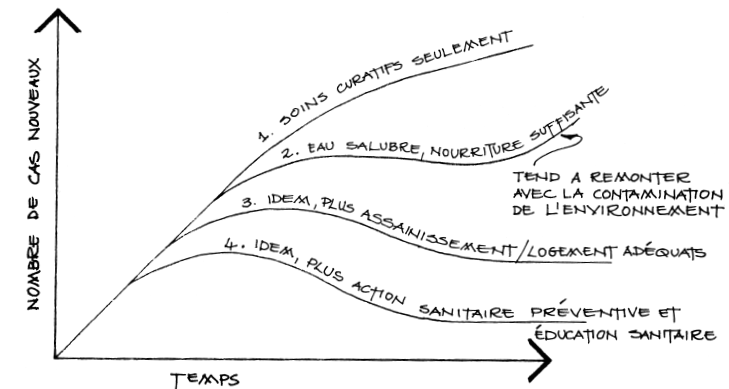 NOMBRE DE CAS NOUVEAUX
1. SOINS CURATIFS SEULEMENT
2. EAU SALUBRE, NOURRITURE SUFFISANTE
TEND A REMONTER
AVEC LA CONTAMINATION
DE L'ENVIRONNEMENT
3. IDEM, PLUS ASSAINISSEMENT/LOGEMENT ADÉQUATS
4. IDEM, PLUS ACTION SANITAIRE PRÉVENTIVE ET
ÉDUCATION SANITAIRE
TEMPS